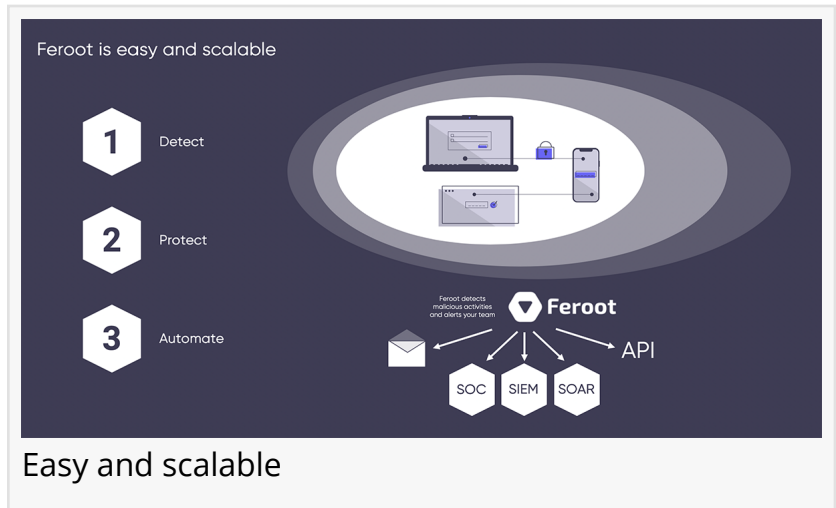 Feroot is easy and scalable
1
Detect
2
Protect
3
Automate
Feroot detects
malicious activities
and alerts your team
Feroot
API
SOC
SIEM
SOAR
Easy and scalable